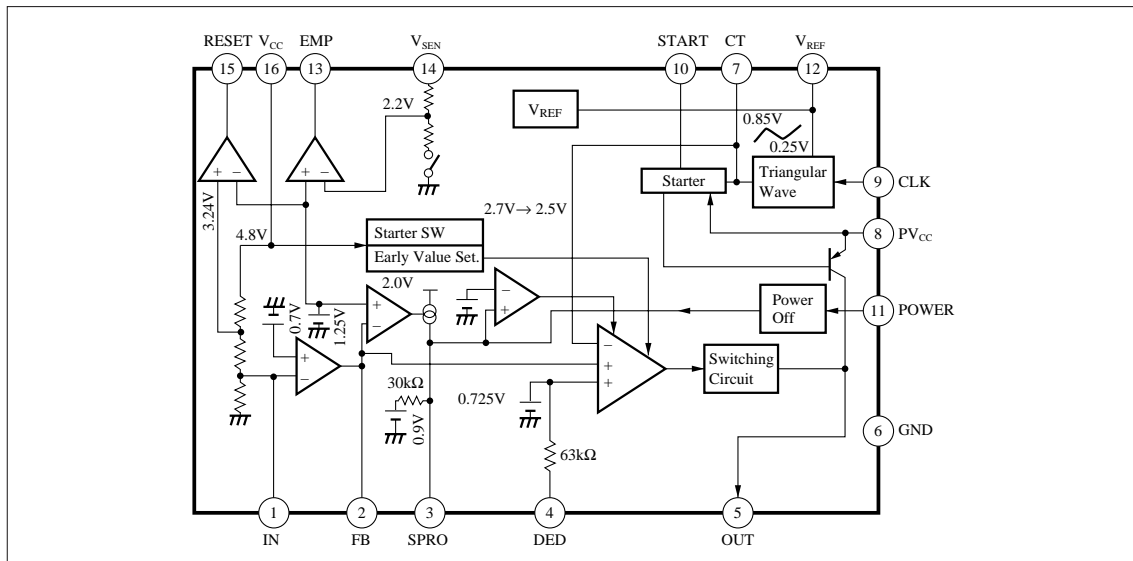 RESET VCC EMP VSEN START CT VREF
15 16 13 14 10 7 12
2.2V
VREF
0.85V
0.25V
+ − + −
Starter
Triangular
Wave
9 CLK
3.24V
4.8V
2.7V→2.5V
Starter SW
Early Value Set.
8 PVCC
2.0V
0.7V
1.25V
+
−
−
+
Power
Off
11 POWER
+
−
−
+
+
Switching
Circuit
30kΩ
0.9V
0.725V
63kΩ
6 GND
1 2 3 4 5
IN FB SPRO DED OUT